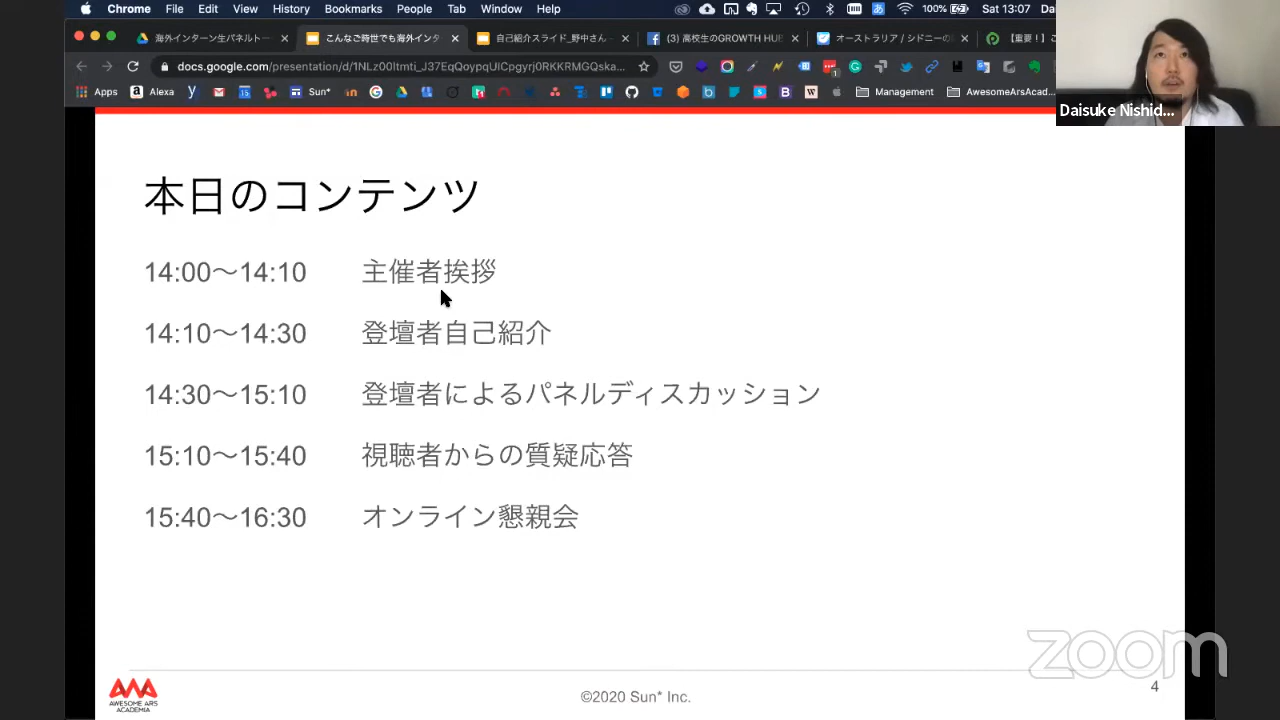 Chrome File Edit View History Bookmarks People Tab Window Help 100% Sat 13:07 Da
海外インターン生パネルトー
こんなご時世でも海外インタ
自己紹介スライド_野中さん -
(3) 高校生のGROWTH HUB
オーストラリア / シドニーの
【重要！】こ
docs.google.com/presentation/d/1NLz00Itmti_J37EqQoypqUICpgyrj0RKKRMGQska...
Apps Alexa Sun* Management AwesomeArsAcad...
Daisuke Nishid...
本日のコンテンツ
14:00〜14:10 主催者挨拶
14:10〜14:30 登壇者自己紹介
14:30〜15:10 登壇者によるパネルディスカッション
15:10〜15:40 視聴者からの質疑応答
15:40〜16:30 オンライン懇親会
zoom
AWESOME ARS
ACADEMIA
©2020 Sun* Inc.
4